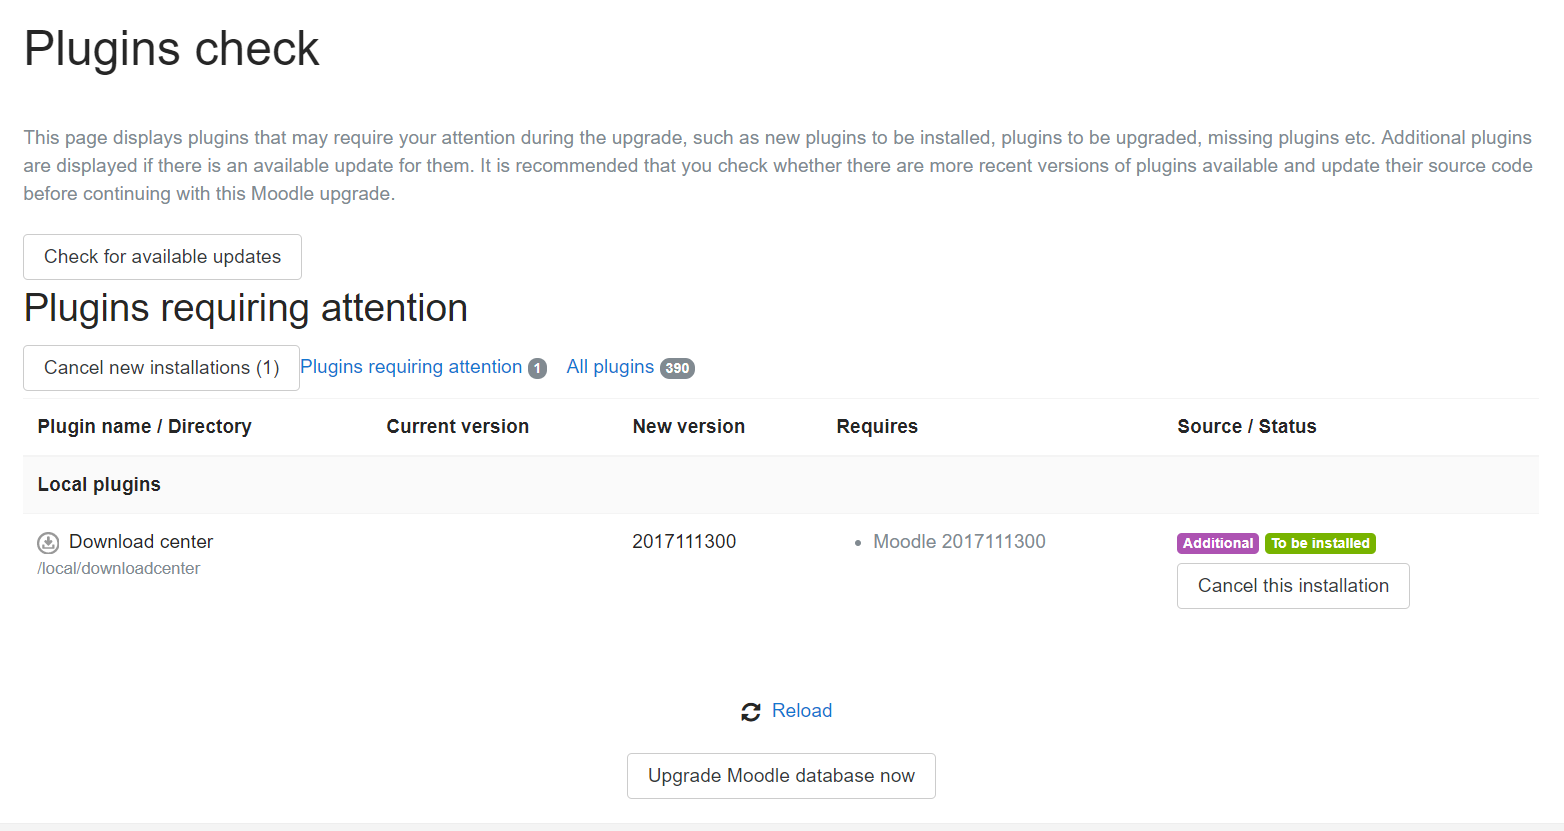 Plugins check
This page displays plugins that may require your attention during the upgrade, such as new plugins to be installed, plugins to be upgraded, missing plugins etc. Additional plugins
are displayed if there is an available update for them. It is recommended that you check whether there are more recent versions of plugins available and update their source code
before continuing with this Moodle upgrade.
Check for available updates
Plugins requiring attention
Cancel new installations (1) Plugins requiring attention 1 All plugins 390
Plugin name / Directory Current version New version Requires Source / Status
Local plugins
Download center 2017111300 • Moodle 2017111300 Additional To be installed
/local/downloadcenter
Cancel this installation
Reload
Upgrade Moodle database now